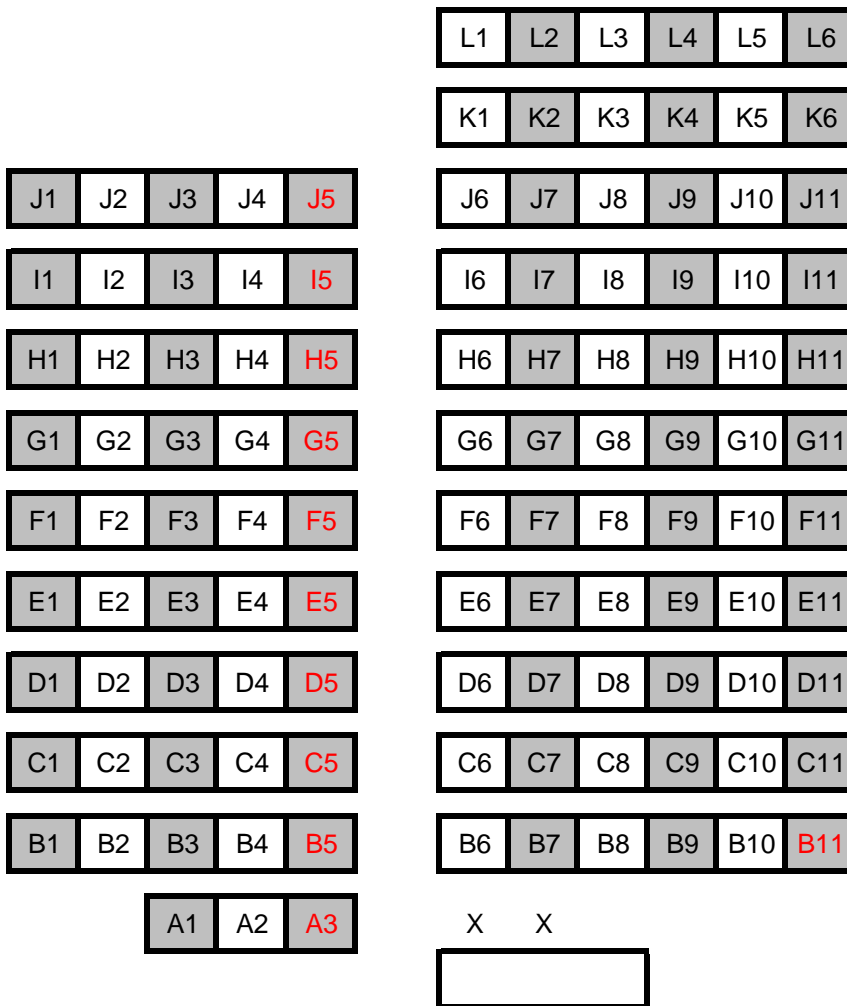 L1 L2 L3 L4 L5 L6
K1 K2 K3 K4 K5 K6
J1 J2 J3 J4 J5 J6 J7 J8 J9 J10 J11
I1 I2 I3 I4 I5 I6 I7 I8 I9 I10 I11
H1 H2 H3 H4 H5 H6 H7 H8 H9 H10 H11
G1 G2 G3 G4 G5 G6 G7 G8 G9 G10 G11
F1 F2 F3 F4 F5 F6 F7 F8 F9 F10 F11
E1 E2 E3 E4 E5 E6 E7 E8 E9 E10 E11
D1 D2 D3 D4 D5 D6 D7 D8 D9 D10 D11
C1 C2 C3 C4 C5 C6 C7 C8 C9 C10 C11
B1 B2 B3 B4 B5 B6 B7 B8 B9 B10 B11
A1 A2 A3 X X